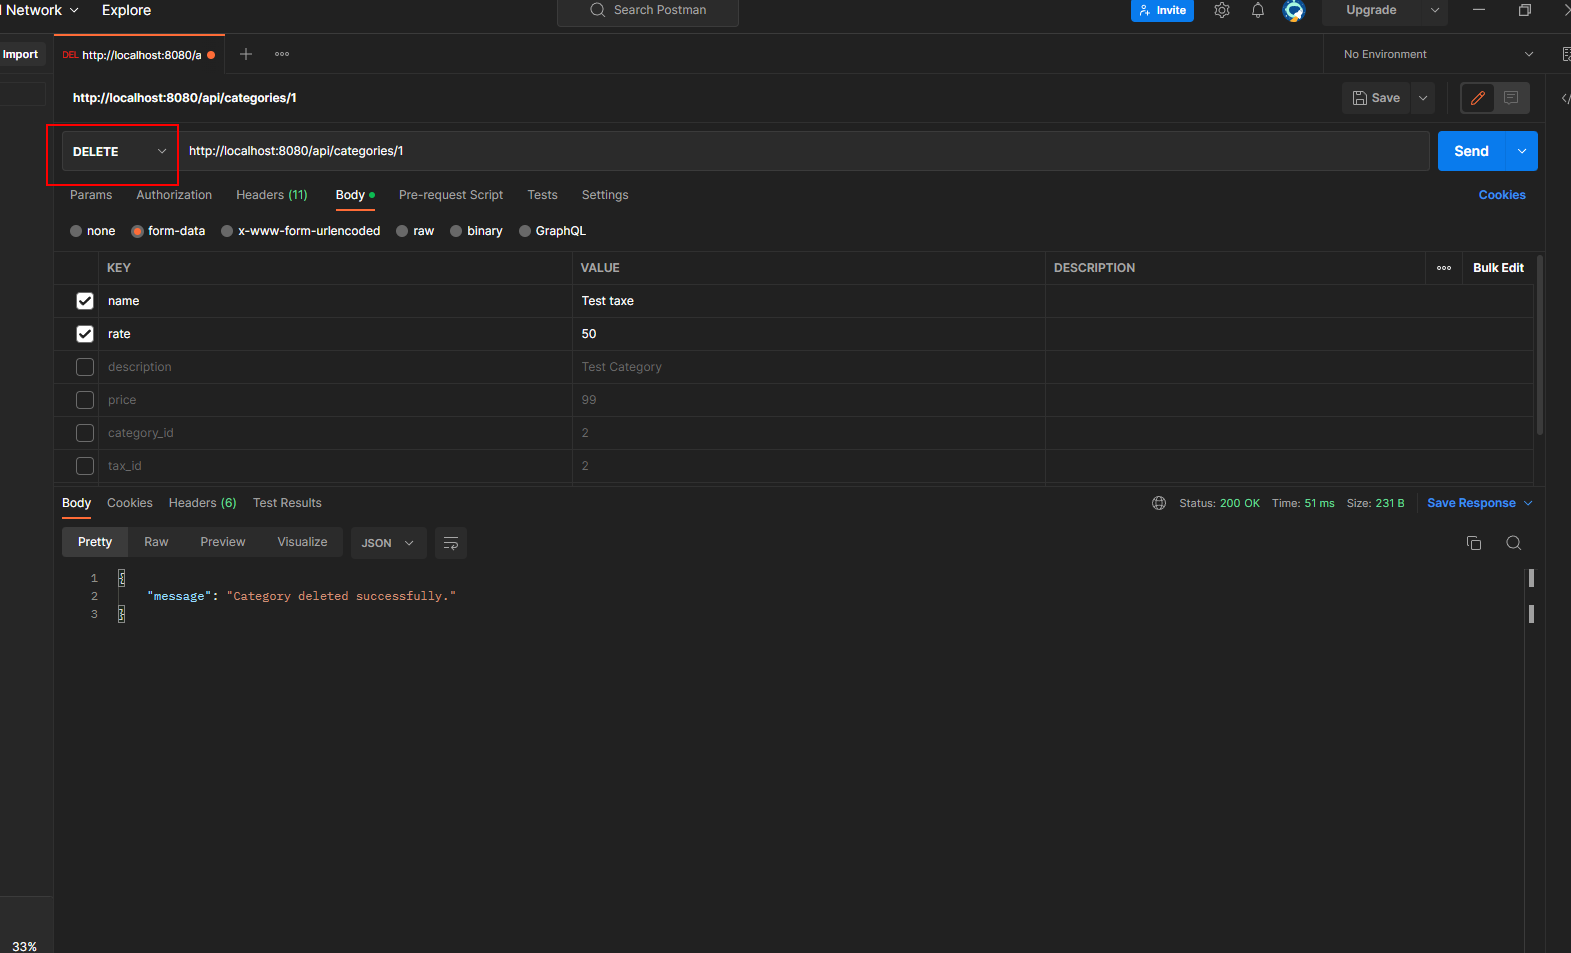 Network Explore Search Postman Invite Upgrade
Import DEL http://localhost:8080/a No Environment
http://localhost:8080/api/categories/1 Save
DELETE http://localhost:8080/api/categories/1 Send
Params Authorization Headers (11) Body Pre-request Script Tests Settings Cookies
none form-data x-www-form-urlencoded raw binary GraphQL
KEY VALUE DESCRIPTION Bulk Edit
name Test taxe
rate 50
description Test Category
price 99
category_id 2
tax_id 2
Body Cookies Headers (6) Test Results Status: 200 OK Time: 51 ms Size: 231 B Save Response
Pretty Raw Preview Visualize JSON
1 {
2 "message": "Category deleted successfully."
3 }
33%